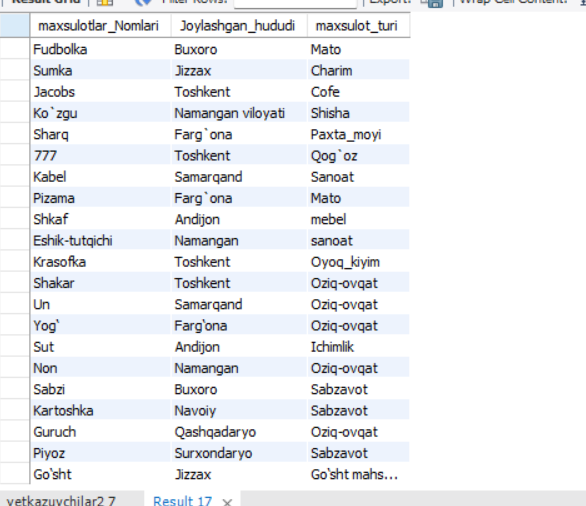 Result Grid Filter Rows: Export: Wrap Cell Content:
maxsulotlar_Nomlari Joylashgan_hududi maxsulot_turi
Fudbolka Buxoro Mato
Sumka Jizzax Charim
Jacobs Toshkent Cofe
Ko`zgu Namangan viloyati Shisha
Sharq Farg`ona Paxta_moyi
777 Toshkent Qog`oz
Kabel Samarqand Sanoat
Pizama Farg`ona Mato
Shkaf Andijon mebel
Eshik-tutqichi Namangan sanoat
Krasofka Toshkent Oyoq_kiyim
Shakar Toshkent Oziq-ovqat
Un Samarqand Oziq-ovqat
Yog‘ Farg‘ona Oziq-ovqat
Sut Andijon Ichimlik
Non Namangan Oziq-ovqat
Sabzi Buxoro Sabzavot
Kartoshka Navoiy Sabzavot
Guruch Qashqadaryo Oziq-ovqat
Piyoz Surxondaryo Sabzavot
Go‘sht Jizzax Go‘sht mahs...
yetkazuvchilar2 7 Result 17